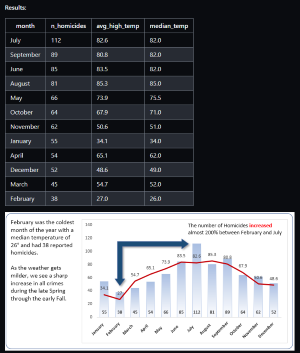 Results:
month n_homicides avg_high_temp median_temp
July 112 82.6 82.0
September 89 80.8 82.0
June 85 83.5 82.0
August 81 85.3 85.0
May 66 73.9 75.5
October 64 67.9 71.0
November 62 50.6 51.0
January 55 34.1 34.0
April 54 65.1 62.0
December 52 48.6 49.0
March 45 54.7 52.0
February 38 27.0 26.0
February was the coldest
month of the year with a
median temperature of
26° and had 38 reported
homicides.
As the weather gets
milder, we see a sharp
increase in all crimes
during the late Spring
through the early Fall.
The number of Homicides increased
almost 200% between February and July
140
120
100
80
60
40
20
0
34.1 54.7 65.1 73.9 83.5 82.6 85.3 80.8 67.9 50.6 48.6
55 38 45 54 66 85 112 81 89 64 62 52
January February March April May June July August September October November December